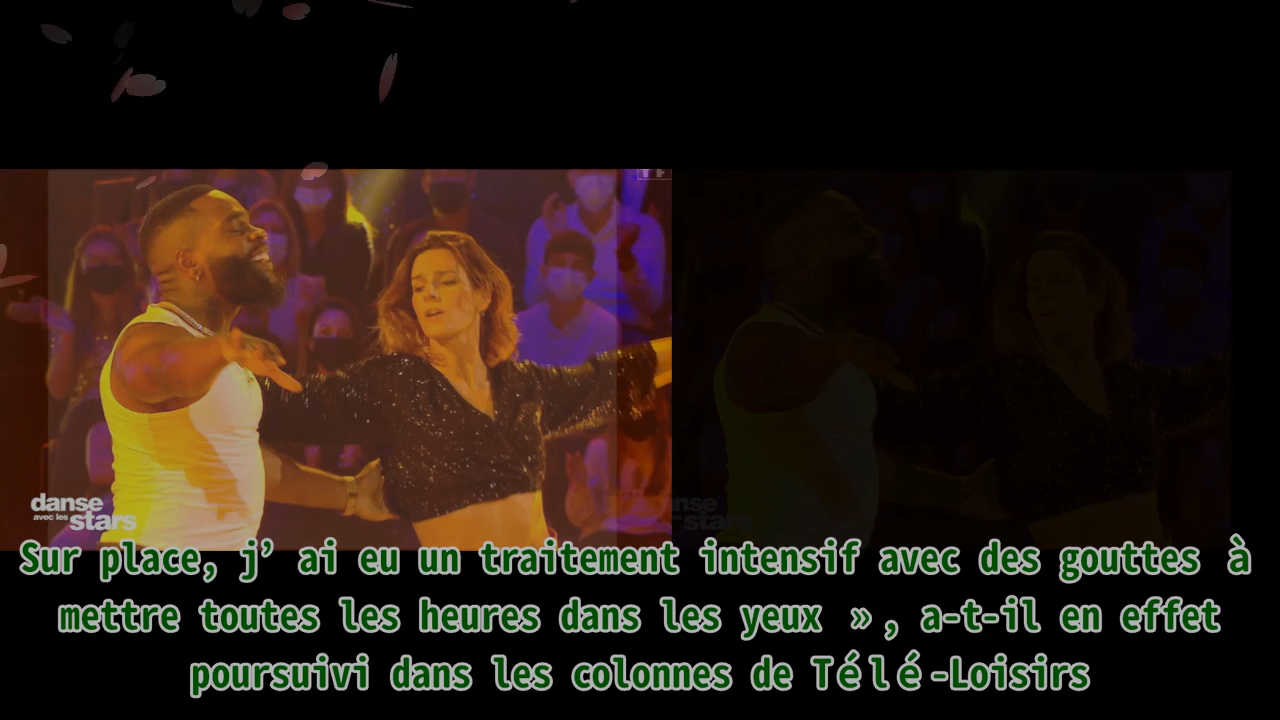 danse
avec les stars
Sur place, j’ ai eu un traitement intensif avec des gouttes à
mettre toutes les heures dans les yeux », a-t-il en effet
poursuivi dans les colonnes de Télé-Loisirs